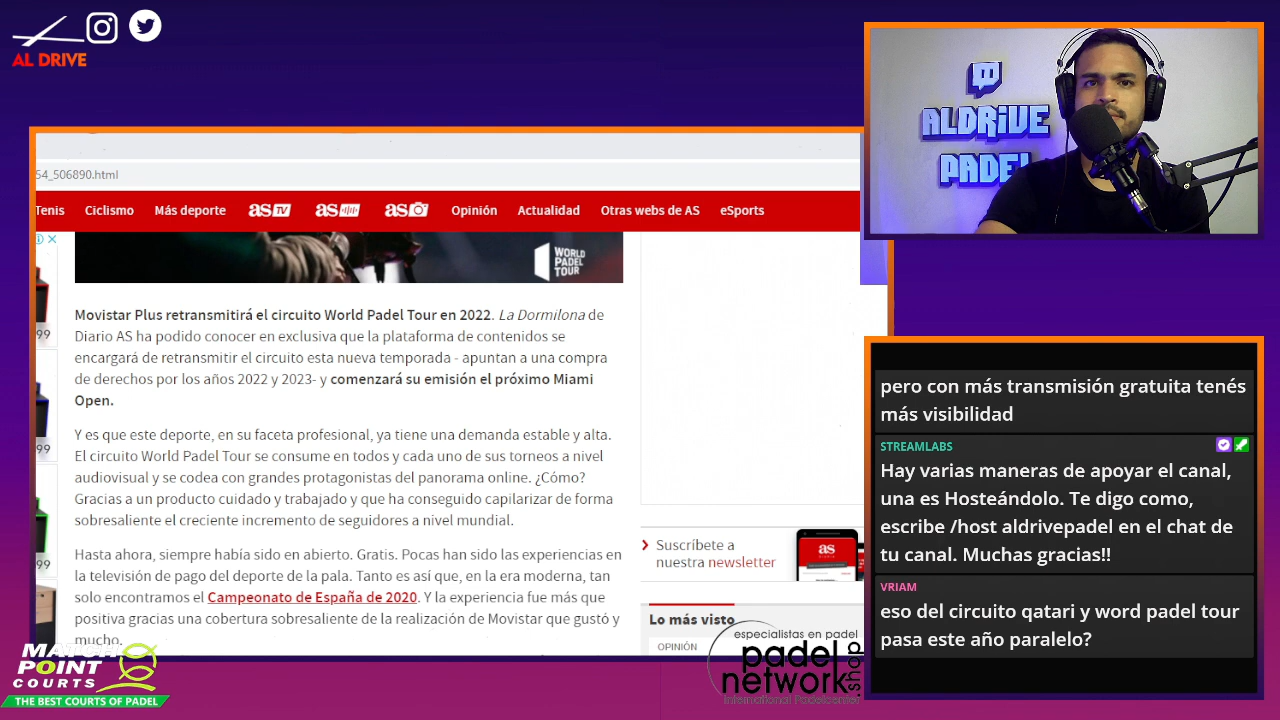 AL DRIVE
ALDRIVE
PADEL
54_506890.html
Tenis Ciclismo Más deporte as TV as as Opinión Actualidad Otras webs de AS eSports
WORLD
PADEL
TOUR
99
99
99
Movistar Plus retransmitirá el circuito World Padel Tour en 2022. La Dormilona de
Diario AS ha podido conocer en exclusiva que la plataforma de contenidos se
encargará de retransmitir el circuito esta nueva temporada - apuntan a una compra
de derechos por los años 2022 y 2023- y comenzará su emisión el próximo Miami
Open.
Y es que este deporte, en su faceta profesional, ya tiene una demanda estable y alta.
El circuito World Padel Tour se consume en todos y cada uno de sus torneos a nivel
audiovisual y se codea con grandes protagonistas del panorama online. ¿Cómo?
Gracias a un producto cuidado y trabajado y que ha conseguido capilarizar de forma
sobresaliente el creciente incremento de seguidores a nivel mundial.
Hasta ahora, siempre había sido en abierto. Gratis. Pocas han sido las experiencias en
la televisión de pago del deporte de la pala. Tanto es así que, en la era moderna, tan
solo encontramos el Campeonato de España de 2020. Y la experiencia fue más que
positiva gracias una cobertura sobresaliente de la realización de Movistar que gustó y
mucho.
Suscríbete a
nuestra newsletter
as
Lo más visto
OPINIÓN
pero con más transmisión gratuita tenés
más visibilidad
STREAMLABS
Hay varias maneras de apoyar el canal,
una es Hosteándolo. Te digo como,
escribe /host aldrivepadel en el chat de
tu canal. Muchas gracias!!
VRIAM
eso del circuito qatari y word padel tour
pasa este año paralelo?
MATCH
POINT
COURTS
THE BEST COURTS OF PADEL
especialistas en padel
padel
network
.shop
International Padelcenter